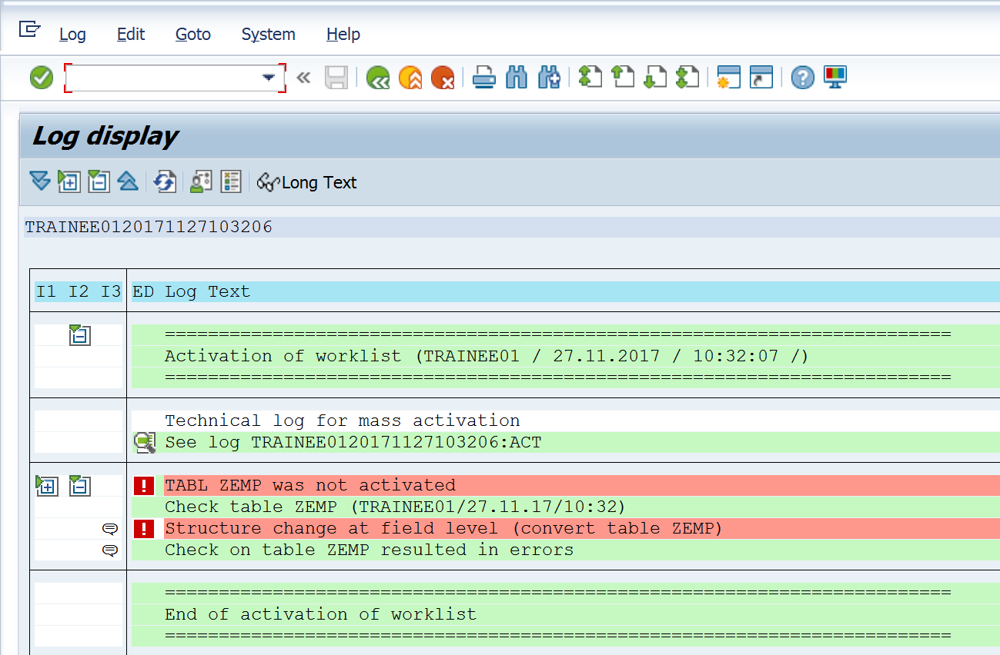 Log Edit Goto System Help
Log display
Long Text
TRAINEE0120171127103206
I1 I2 I3 ED Log Text
=========================================================================
Activation of worklist (TRAINEE01 / 27.11.2017 / 10:32:07 /)
=========================================================================
Technical log for mass activation
See log TRAINEE0120171127103206:ACT
TABL ZEMP was not activated
Check table ZEMP (TRAINEE01/27.11.17/10:32)
Structure change at field level (convert table ZEMP)
Check on table ZEMP resulted in errors
=========================================================================
End of activation of worklist
=========================================================================